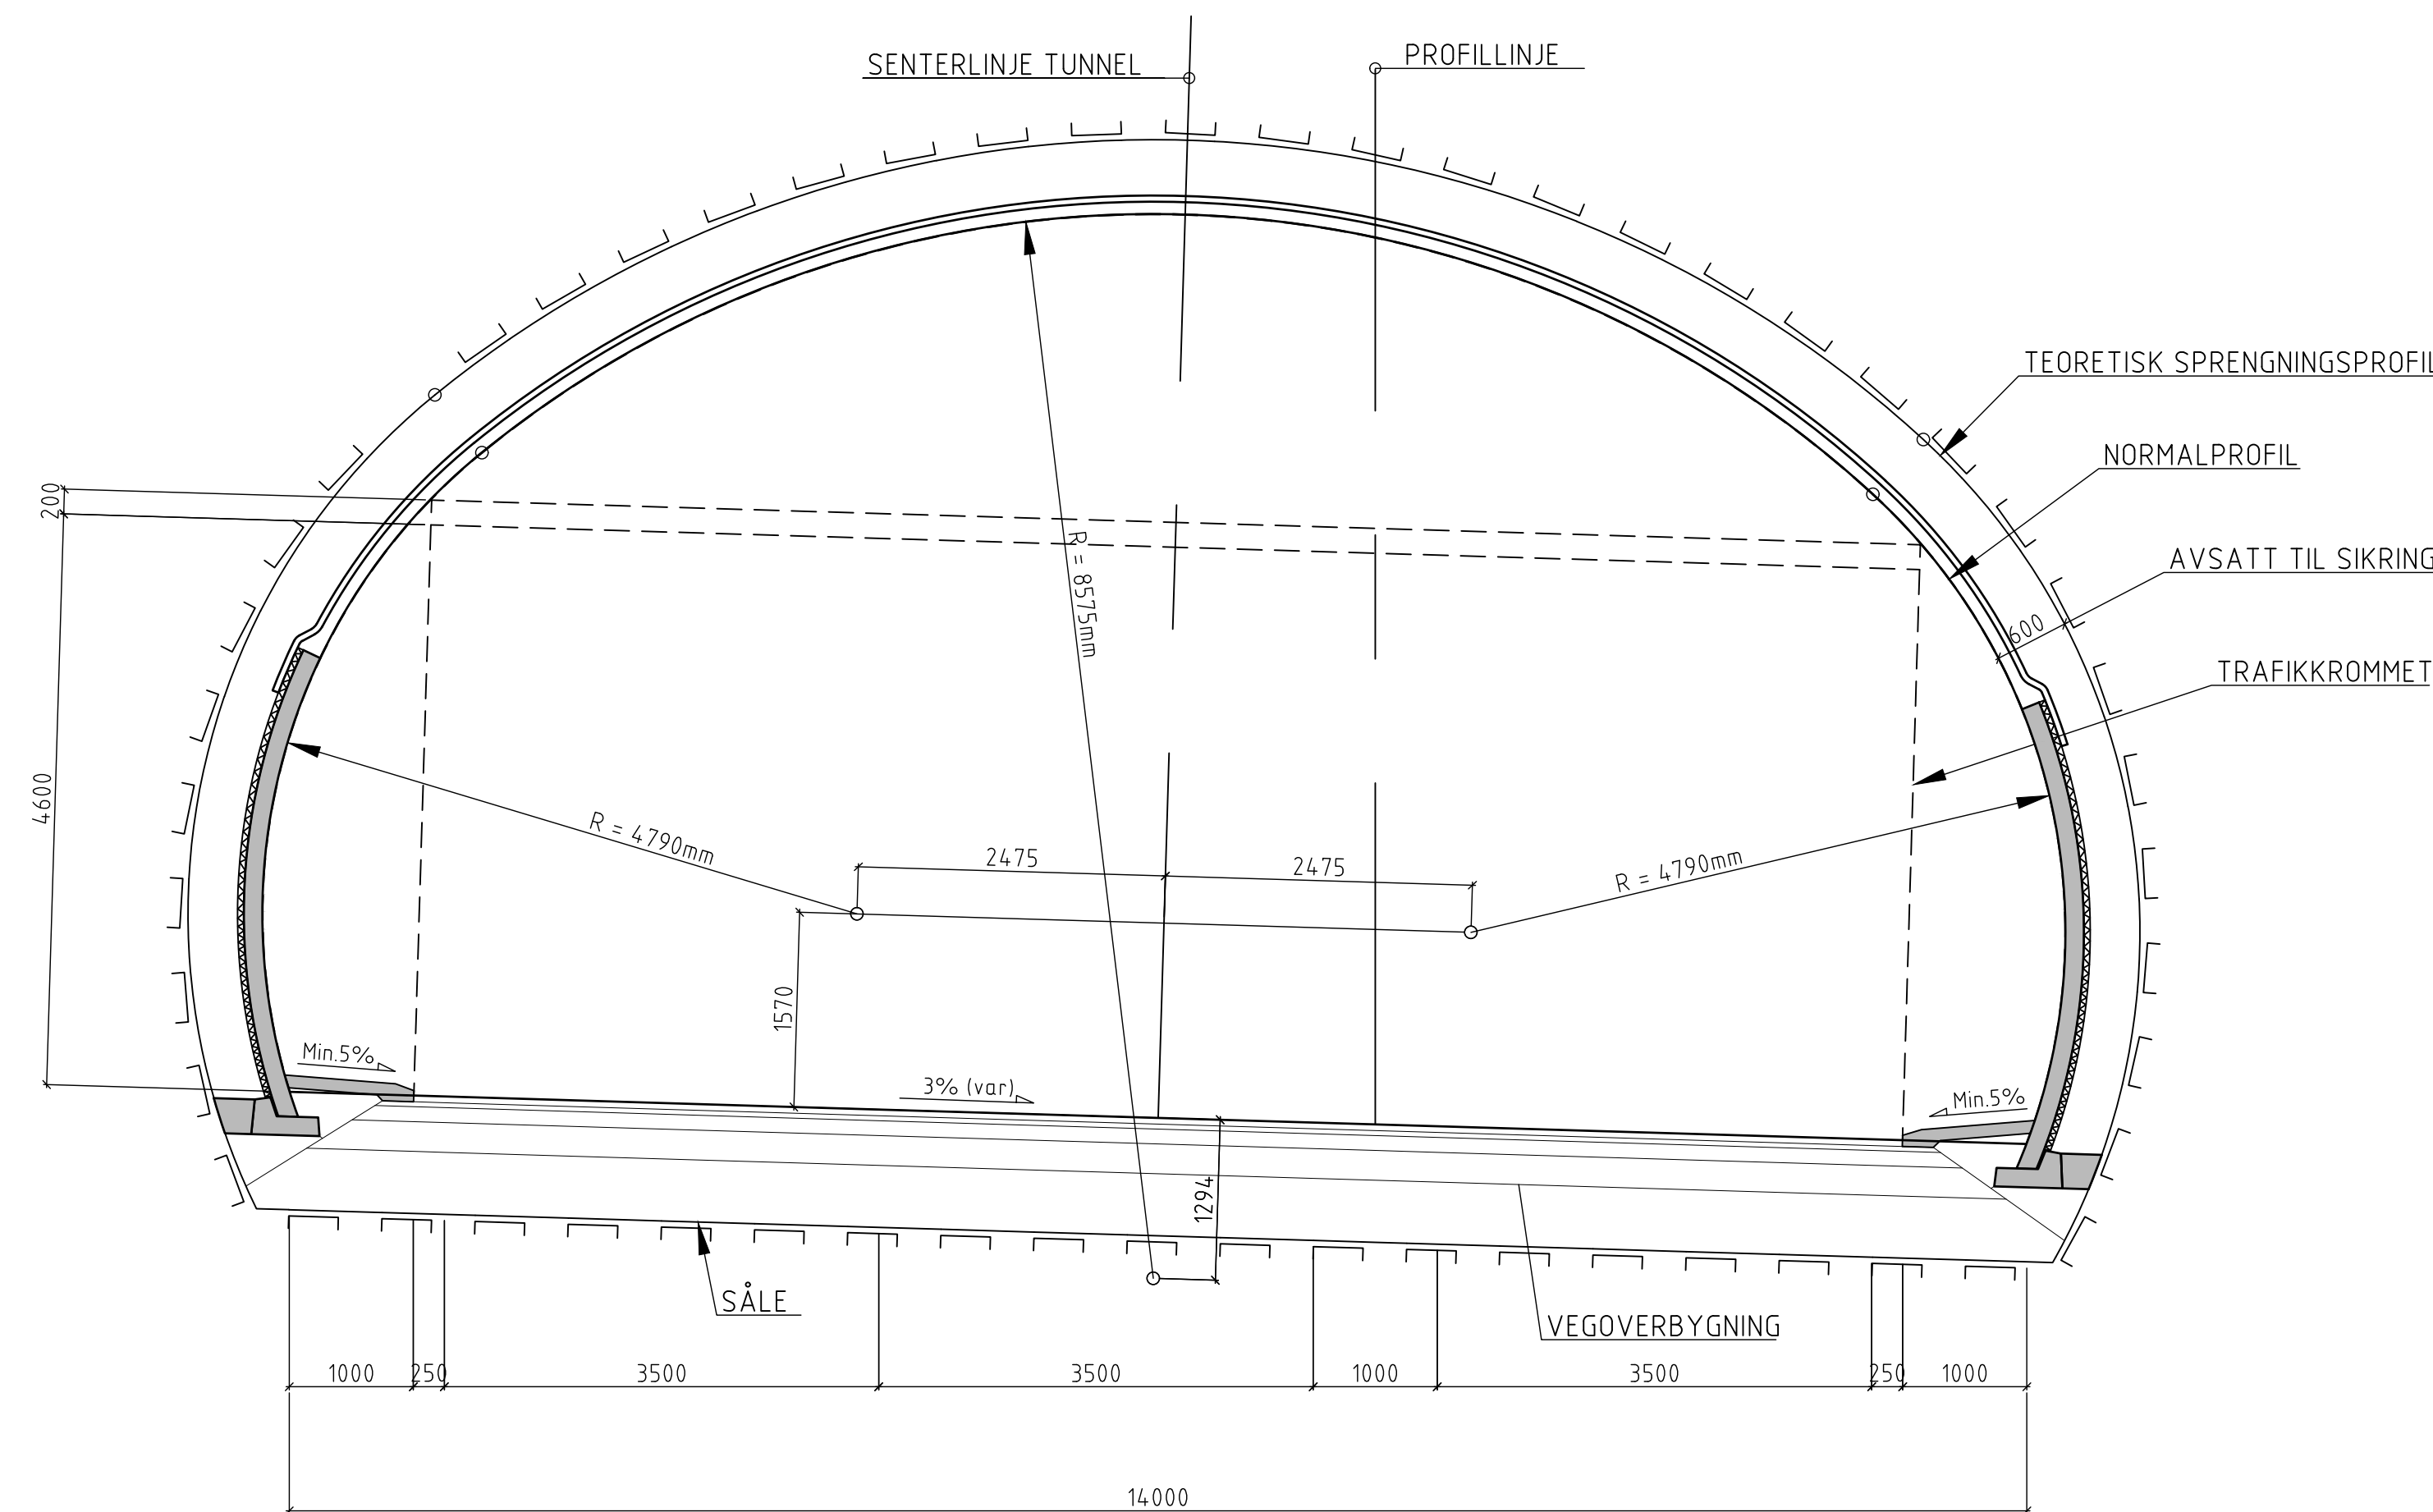 SENTERLINJE TUNNEL
PROFILLINJE
TEORETISK SPRENGNINGSPROFIL
NORMALPROFIL
AVSATT TIL SIKRING
600
TRAFIKKROMMET
200
4600
R = 8575mm
R = 4790mm
2475
2475
R = 4790mm
1570
Min.5%
3% (var)
Min.5%
1294
SÅLE
VEGOVERBYGNING
1000 250 3500 3500 1000 3500 250 1000
14000